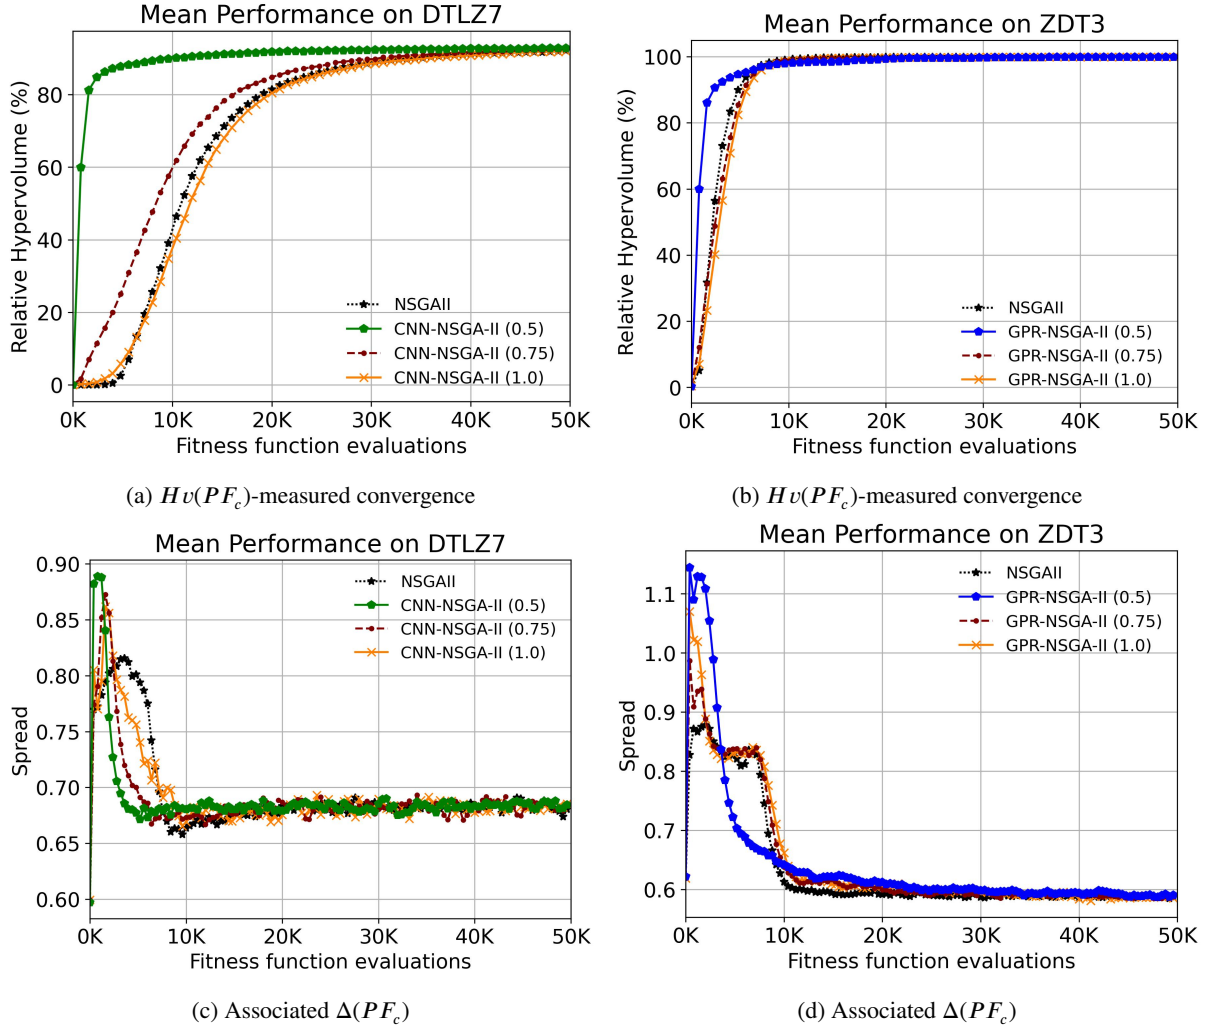 Mean Performance on DTLZ7
Relative Hypervolume (%)
80
60
40
20
0
0K 10K 20K 30K 40K 50K
Fitness function evaluations
NSGAII
CNN-NSGA-II (0.5)
CNN-NSGA-II (0.75)
CNN-NSGA-II (1.0)
(a) Hv(PF_c)-measured convergence
Mean Performance on ZDT3
Relative Hypervolume (%)
100
80
60
40
20
0
0K 10K 20K 30K 40K 50K
Fitness function evaluations
NSGAII
GPR-NSGA-II (0.5)
GPR-NSGA-II (0.75)
GPR-NSGA-II (1.0)
(b) Hv(PF_c)-measured convergence
Mean Performance on DTLZ7
Spread
0.90
0.85
0.80
0.75
0.70
0.65
0.60
0K 10K 20K 30K 40K 50K
Fitness function evaluations
NSGAII
CNN-NSGA-II (0.5)
CNN-NSGA-II (0.75)
CNN-NSGA-II (1.0)
(c) Associated Δ(PF_c)
Mean Performance on ZDT3
Spread
1.1
1.0
0.9
0.8
0.7
0.6
0K 10K 20K 30K 40K 50K
Fitness function evaluations
NSGAII
GPR-NSGA-II (0.5)
GPR-NSGA-II (0.75)
GPR-NSGA-II (1.0)
(d) Associated Δ(PF_c)